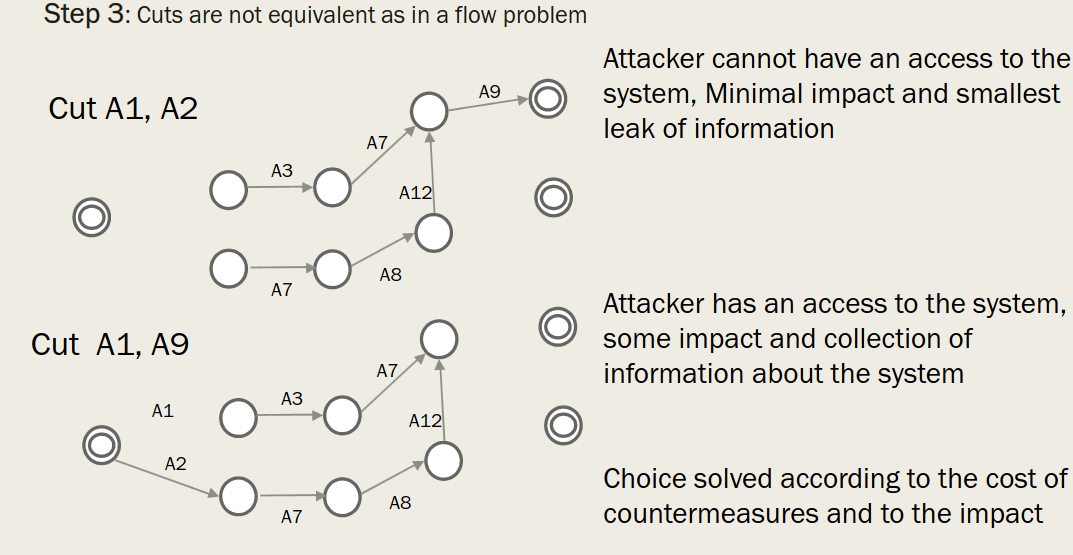 Step 3: Cuts are not equivalent as in a flow problem
Attacker cannot have an access to the
system, Minimal impact and smallest
leak of information
Cut A1, A2
A9
A7
A3
A12
A8
A7
Attacker has an access to the system,
some impact and collection of
information about the system
Cut A1, A9
A7
A3
A1
A12
A2
A8
A7
Choice solved according to the cost of
countermeasures and to the impact